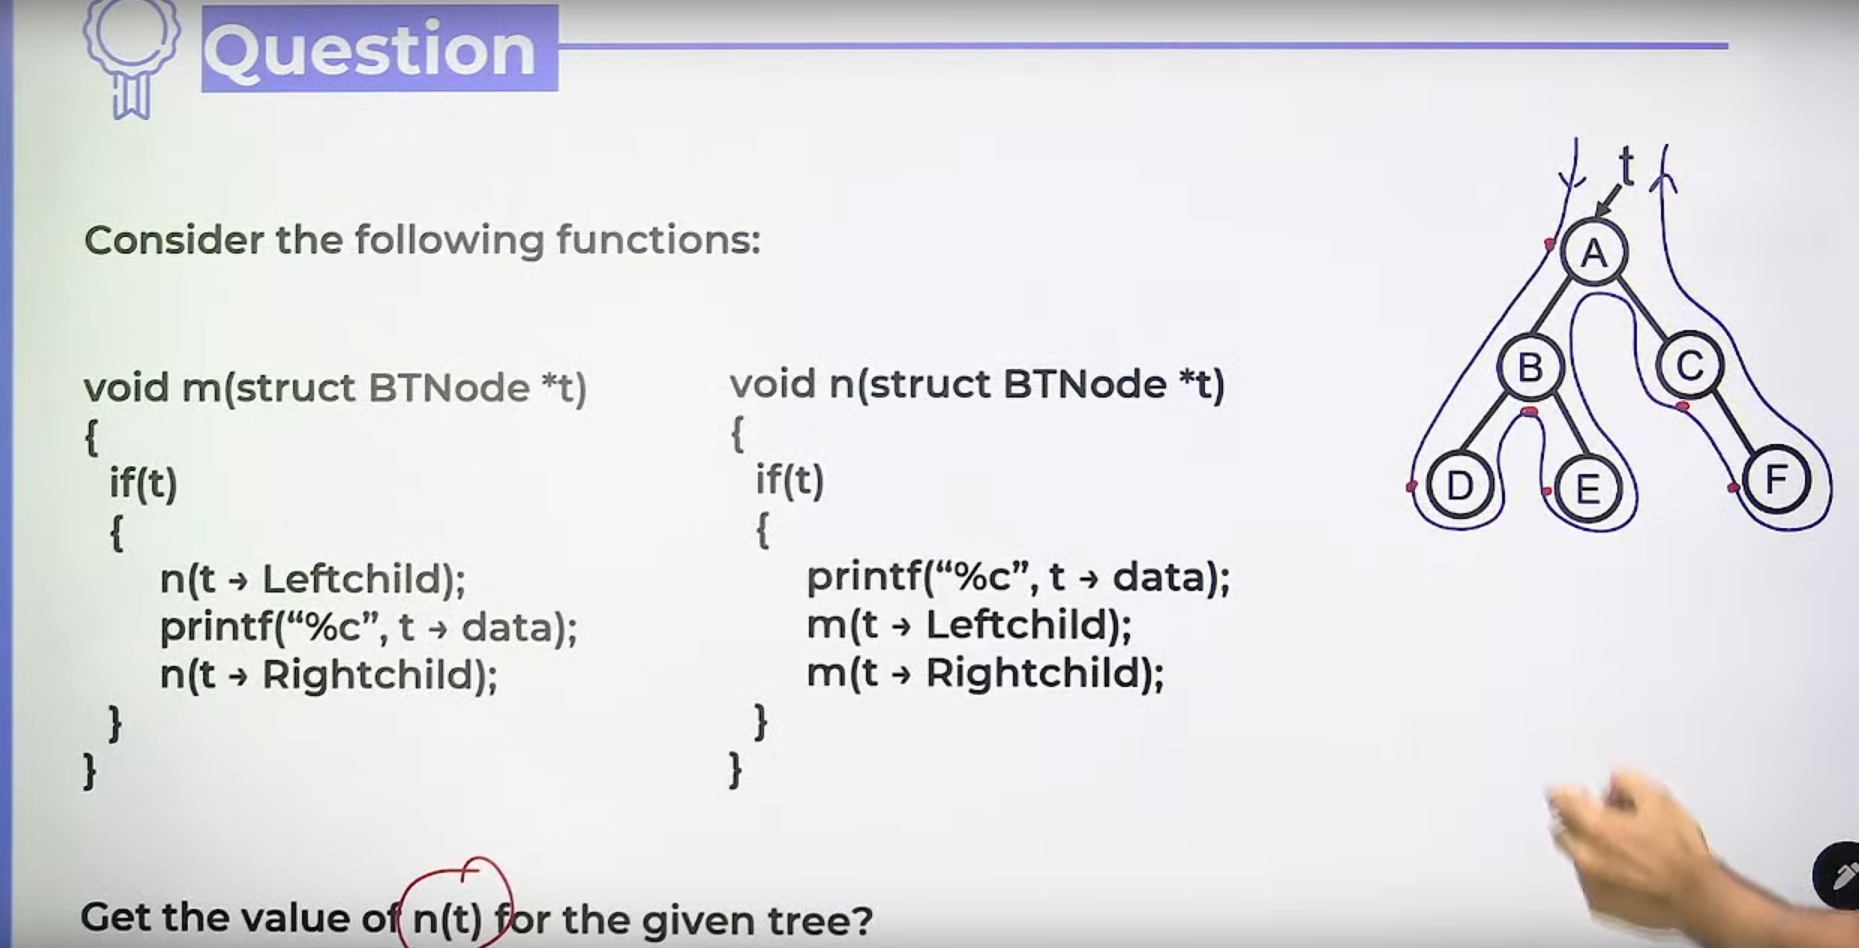 Question
Consider the following functions:
void m(struct BTNode *t)
{
if(t)
{
n(t → Leftchild);
printf(“%c”, t → data);
n(t → Rightchild);
}
}
void n(struct BTNode *t)
{
if(t)
{
printf(“%c”, t → data);
m(t → Leftchild);
m(t → Rightchild);
}
}
t
A
B
C
D
E
F
Get the value of n(t) for the given tree?